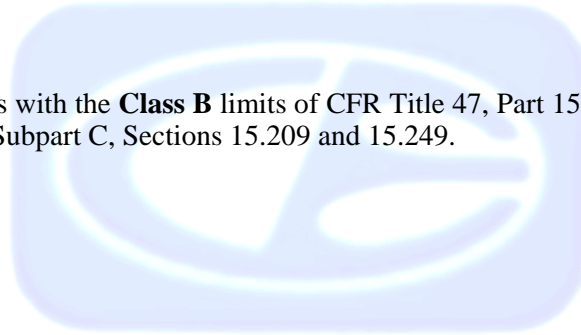 s with the Class B limits of CFR Title 47, Part 15
Subpart C, Sections 15.209 and 15.249.